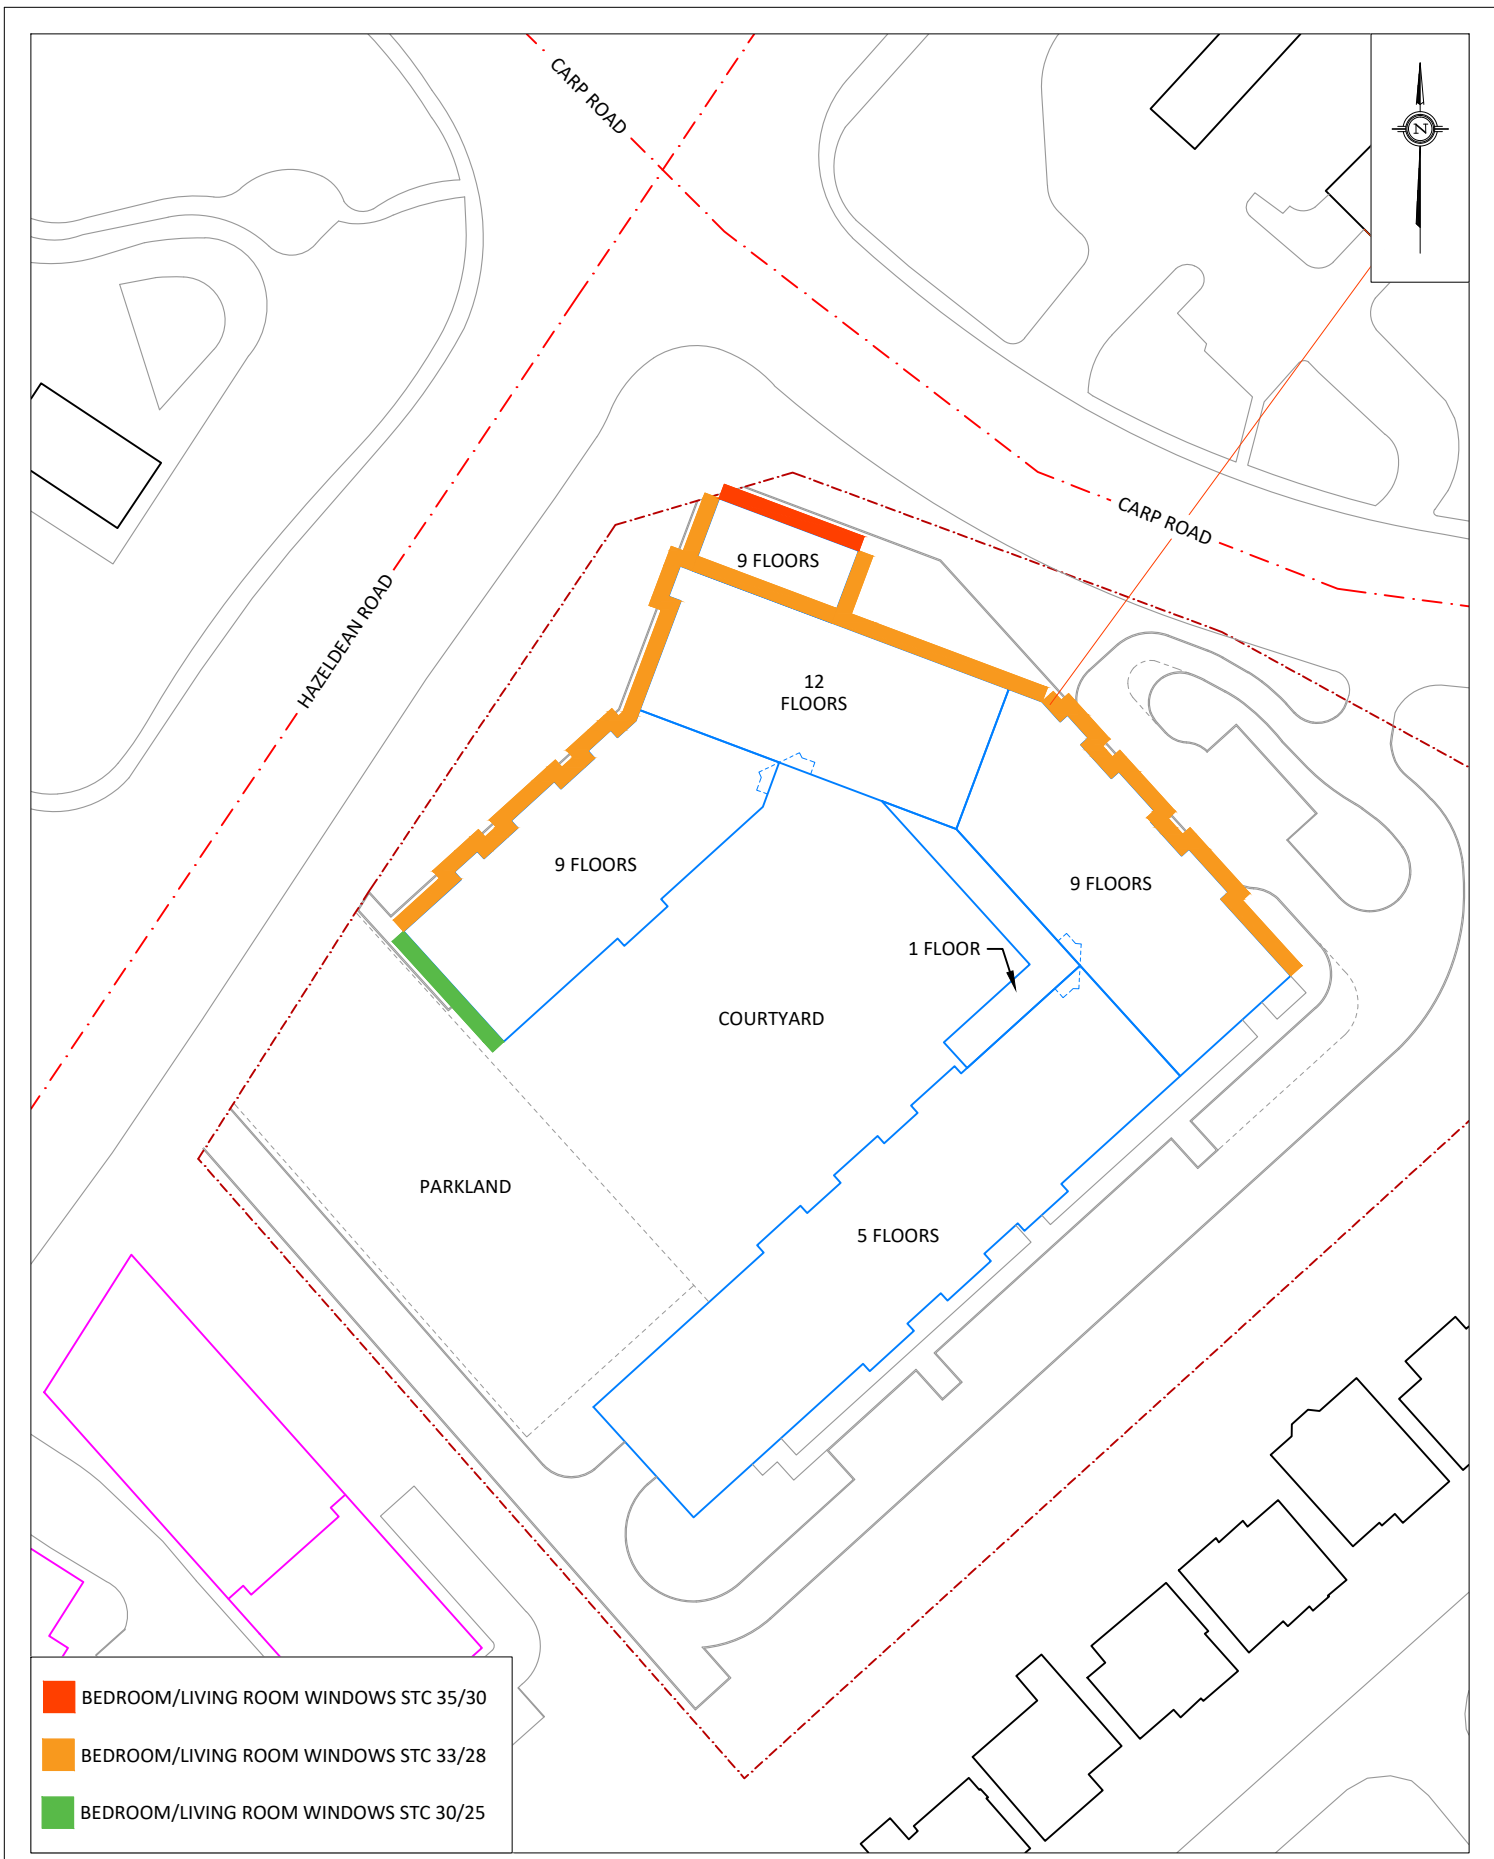 CARP ROAD
N
HAZELDEAN ROAD
CARP ROAD
9 FLOORS
12
FLOORS
9 FLOORS
9 FLOORS
1 FLOOR
COURTYARD
PARKLAND
5 FLOORS
BEDROOM/LIVING ROOM WINDOWS STC 35/30
BEDROOM/LIVING ROOM WINDOWS STC 33/28
BEDROOM/LIVING ROOM WINDOWS STC 30/25